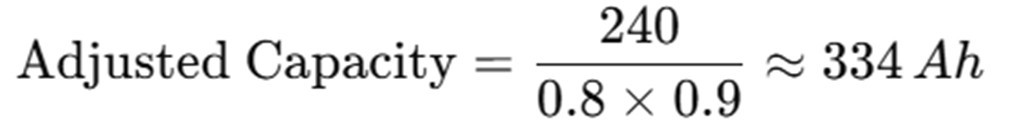 Adjusted Capacity = 240 / 0.8 × 0.9 ≈ 334 Ah